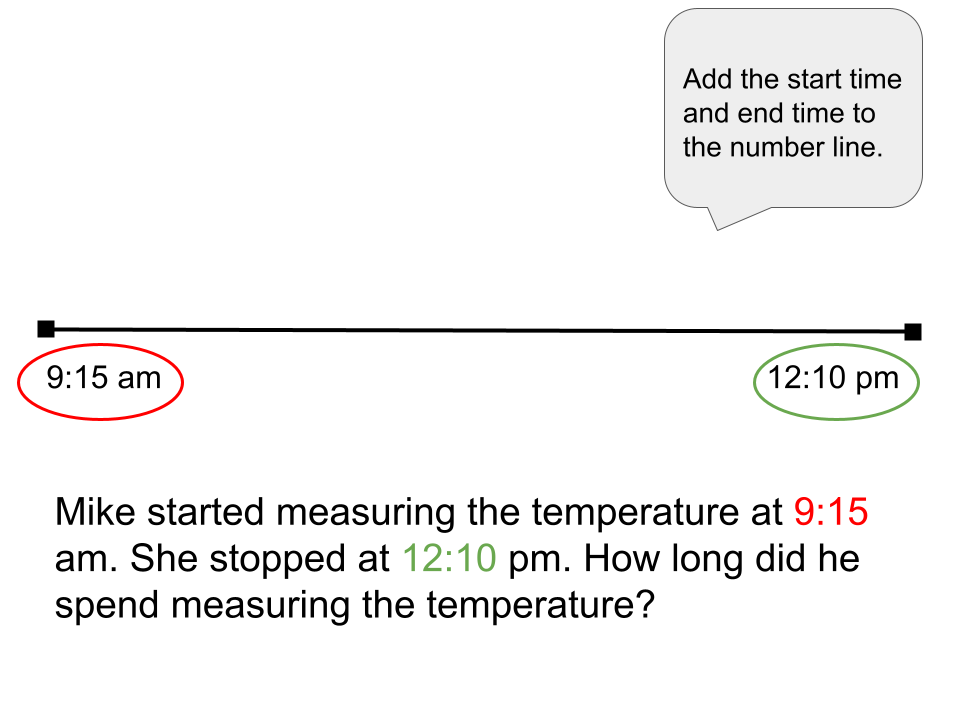 Add the start time
and end time to
the number line.
9:15 am
12:10 pm
Mike started measuring the temperature at 9:15
am. She stopped at 12:10 pm. How long did he
spend measuring the temperature?